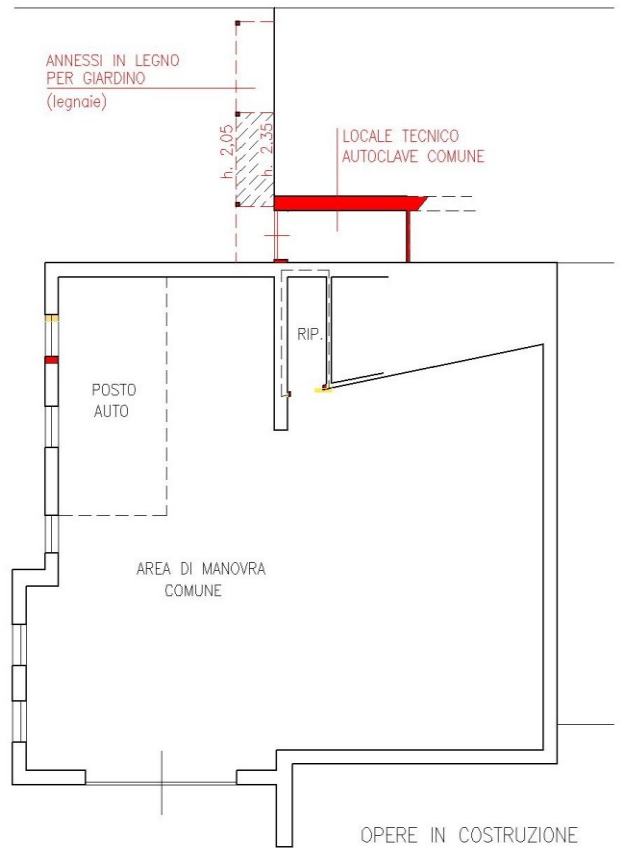 ANNESSI IN LEGNO
PER GIARDINO
(legnaie)
h. 2,05
h. 2,35
LOCALE TECNICO
AUTOCLAVE COMUNE
RIP.
POSTO
AUTO
AREA DI MANOVRA
COMUNE
OPERE IN COSTRUZIONE